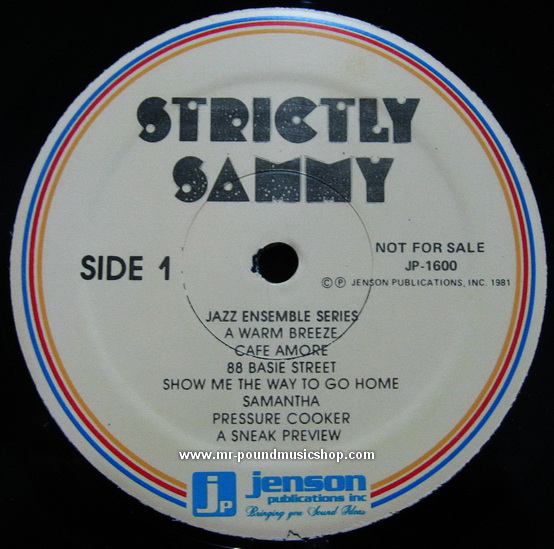 STRICTLY
SAMMY
SIDE 1
NOT FOR SALE
JP-1600
©℗ JENSON PUBLICATIONS, INC. 1981
JAZZ ENSEMBLE SERIES
A WARM BREEZE
CAFE AMORE
88 BASIE STREET
SHOW ME THE WAY TO GO HOME
SAMANTHA
PRESSURE COOKER
A SNEAK PREVIEW
www.mr-poundmusicshop.com
jP
jenson
publications inc
Bringing you Sound Ideas